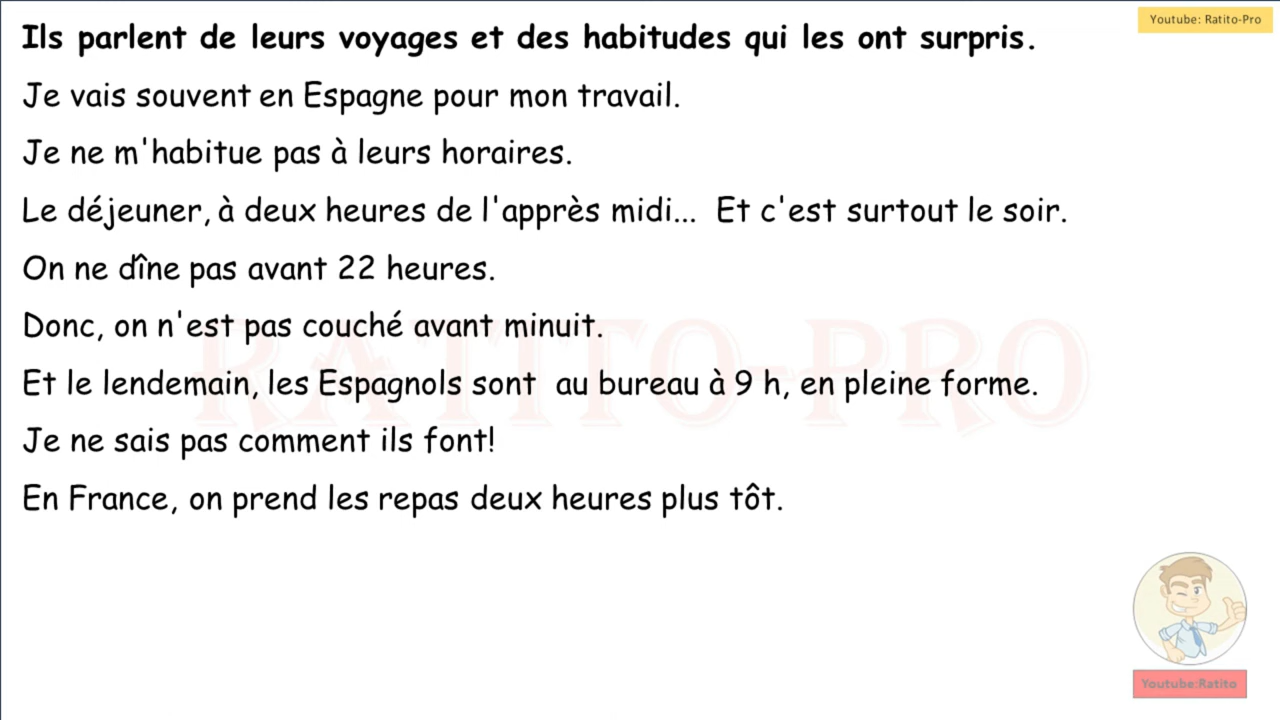 Youtube: Ratito-Pro
Ils parlent de leurs voyages et des habitudes qui les ont surpris.
Je vais souvent en Espagne pour mon travail.
Je ne m'habitue pas à leurs horaires.
Le déjeuner, à deux heures de l'apprès midi... Et c'est surtout le soir.
On ne dîne pas avant 22 heures.
Donc, on n'est pas couché avant minuit.
Et le lendemain, les Espagnols sont au bureau à 9 h, en pleine forme.
Je ne sais pas comment ils font!
En France, on prend les repas deux heures plus tôt.
RATITO-PRO
Youtube:Ratito